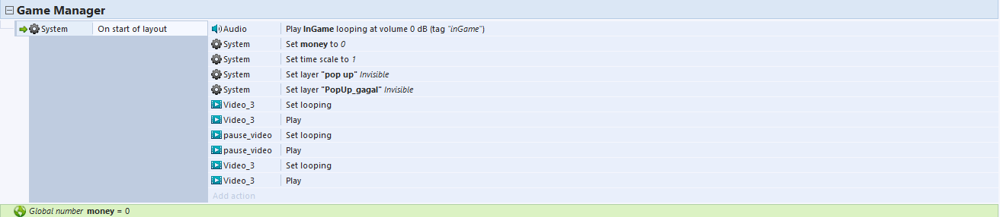 Game Manager
System On start of layout Audio Play InGame looping at volume 0 dB (tag "inGame")
System Set money to 0
System Set time scale to 1
System Set layer "pop up" Invisible
System Set layer "PopUp_gagal" Invisible
Video_3 Set looping
Video_3 Play
pause_video Set looping
pause_video Play
Video_3 Set looping
Video_3 Play
Add action
Global number money = 0